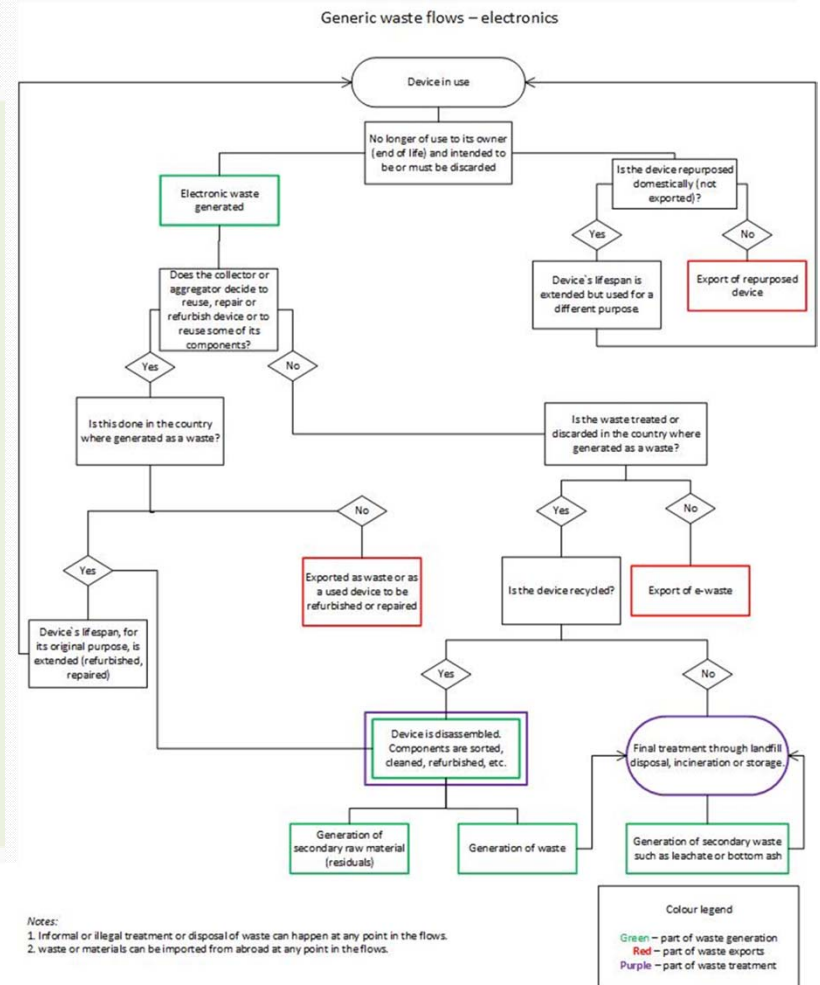 Generic waste flows – electronics
Device in use
No longer of use to its owner
(end of life) and intended to
be or must be discarded
Electronic waste
generated
Is the device repurposed
domestically (not
exported)?
Yes
No
Device`s lifespan is
extended but used for a
different purpose.
Export of repurposed
device
Does the collector or
aggregator decide to
reuse, repair or
refurbish device or to
reuse some of its
components?
Yes
No
Is this done in the country
where generated as a waste?
Is the waste treated or
discarded in the country where
generated as a waste?
No
Yes
No
Yes
Exported as waste or as
a used device to be
refurbished or repaired
Is the device recycled?
Export of e-waste
Device`s lifespan, for
its original purpose, is
extended (refurbished,
repaired)
Yes
No
Device is disassembled.
Components are sorted,
cleaned, refurbished, etc.
Final treatment through landfill
disposal, incineration or storage.
Generation of
secondary raw material
(residuals)
Generation of waste
Generation of secondary waste
such as leachate or bottom ash
Colour legend
Green – part of waste generation
Red – part of waste exports
Purple – part of waste treatment
Notes:
1. Informal or illegal treatment or disposal of waste can happen at any point in the flows.
2. waste or materials can be imported from abroad at any point in the flows.